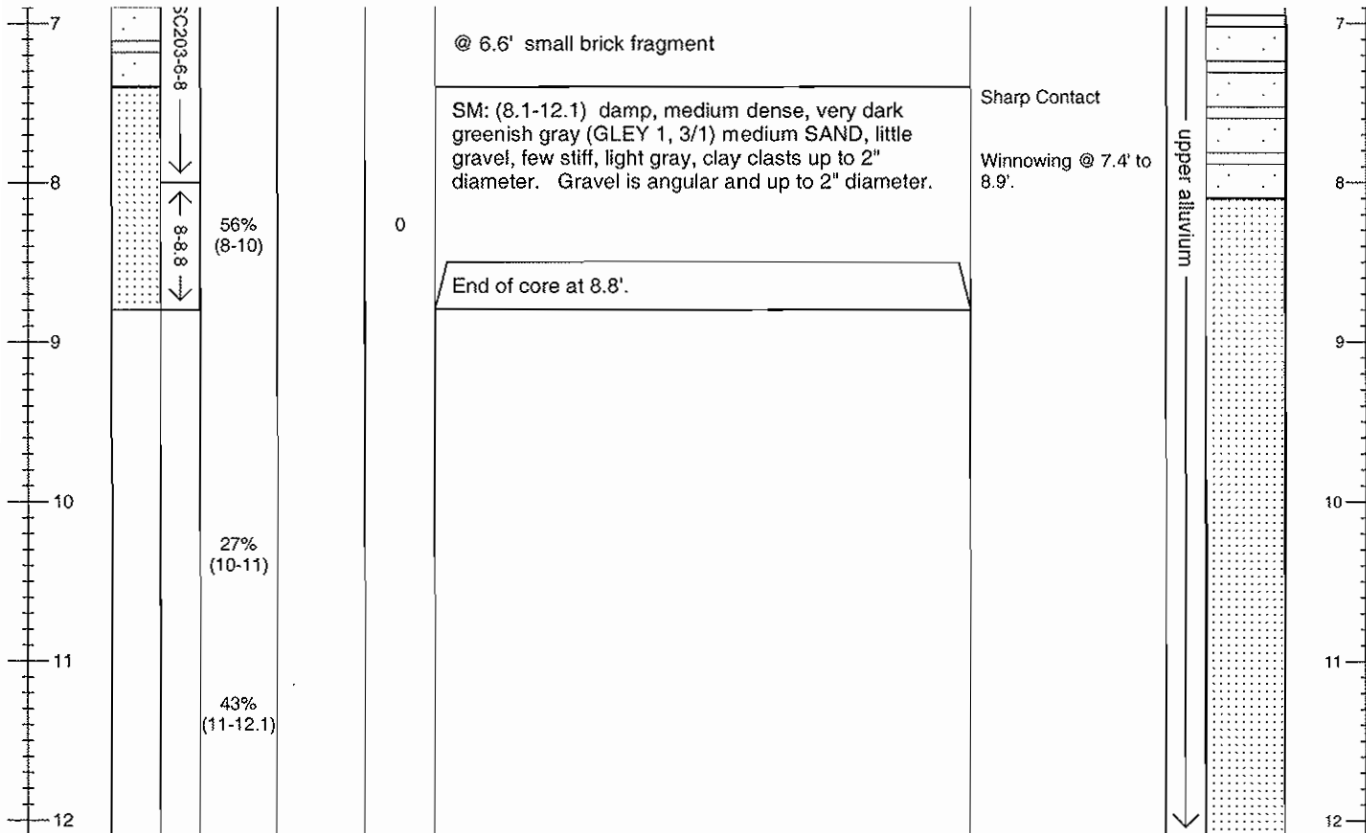 7
SC203-6-8
@ 6.6' small brick fragment
7
SM: (8.1-12.1) damp, medium dense, very dark
greenish gray (GLEY 1, 3/1) medium SAND, little
gravel, few stiff, light gray, clay clasts up to 2"
diameter. Gravel is angular and up to 2" diameter.
Sharp Contact
Winnowing @ 7.4' to
8.9'.
upper alluvium
8
8-8.8
56%
(8-10)
0
8
End of core at 8.8'.
9
9
10
10
27%
(10-11)
11
11
43%
(11-12.1)
12
12